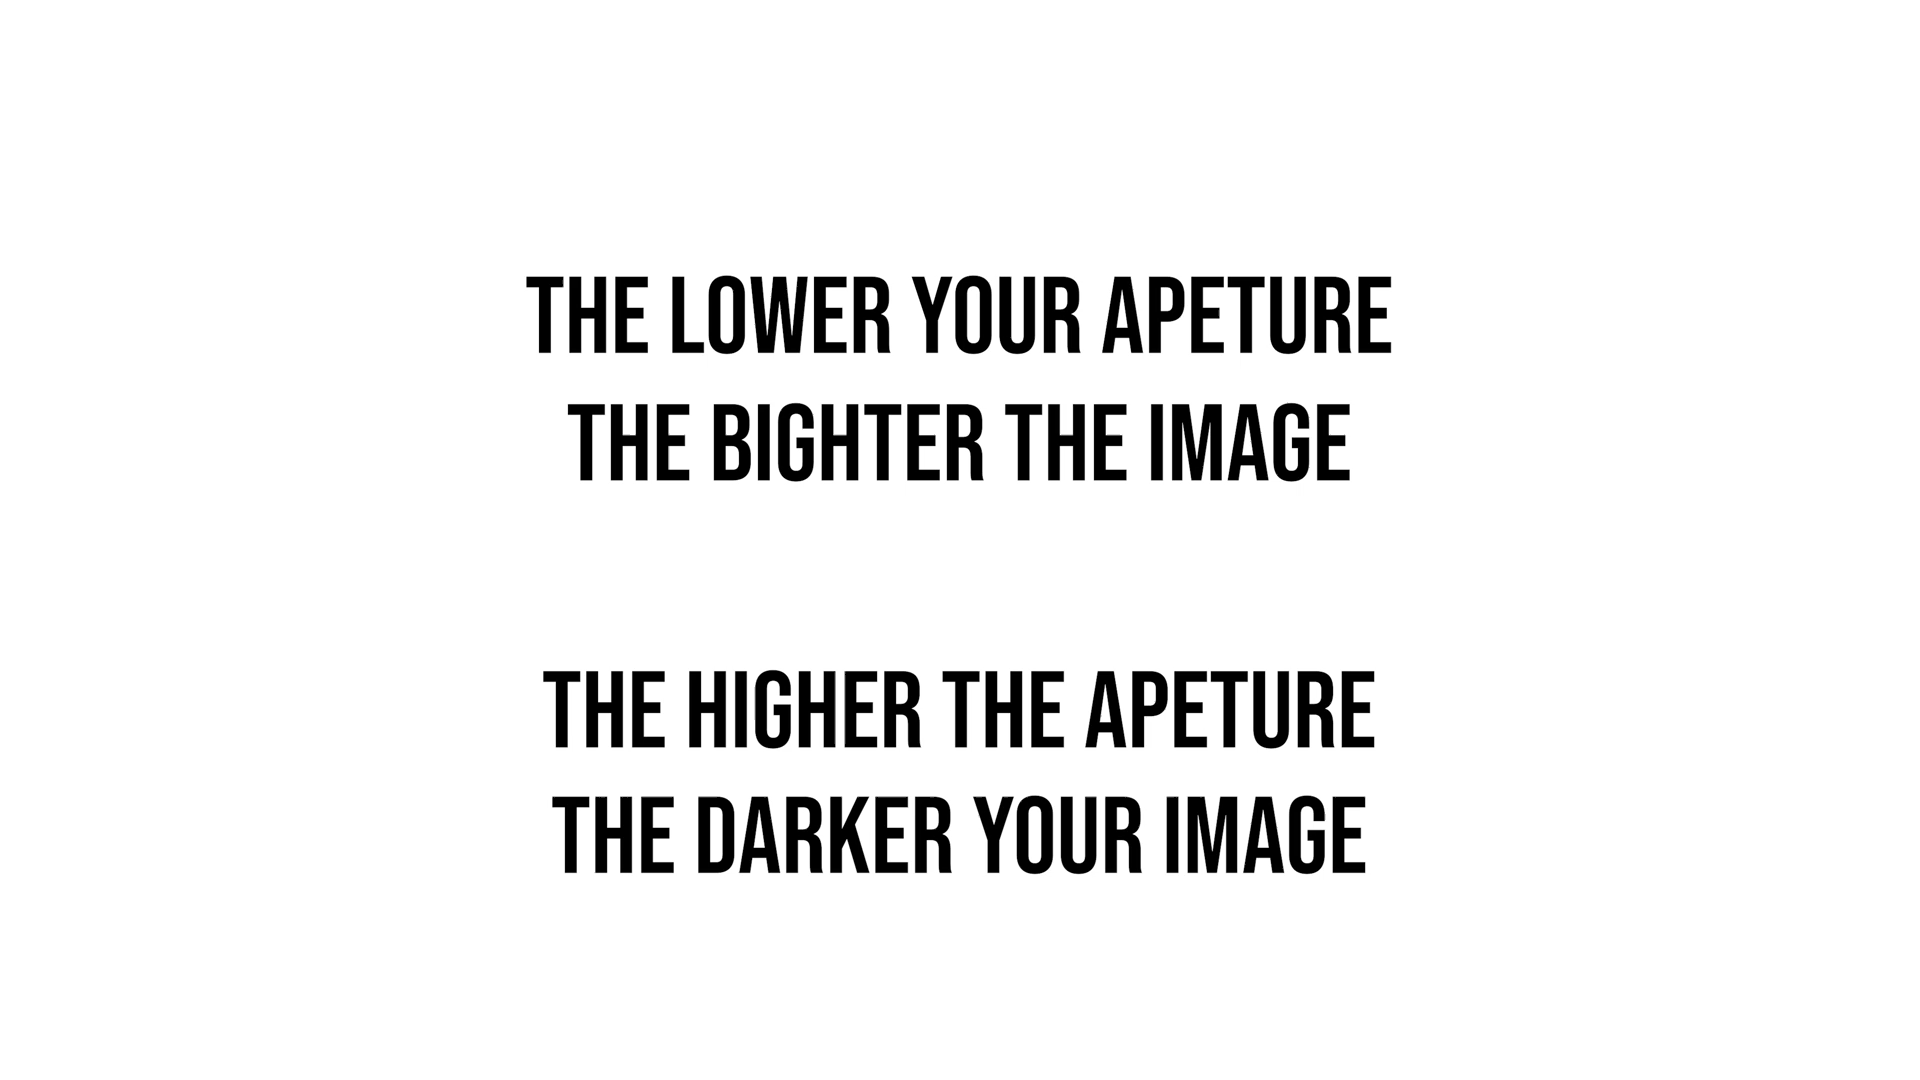 THE LOWER YOUR APETURE
THE BIGHTER THE IMAGE
THE HIGHER THE APETURE
THE DARKER YOUR IMAGE